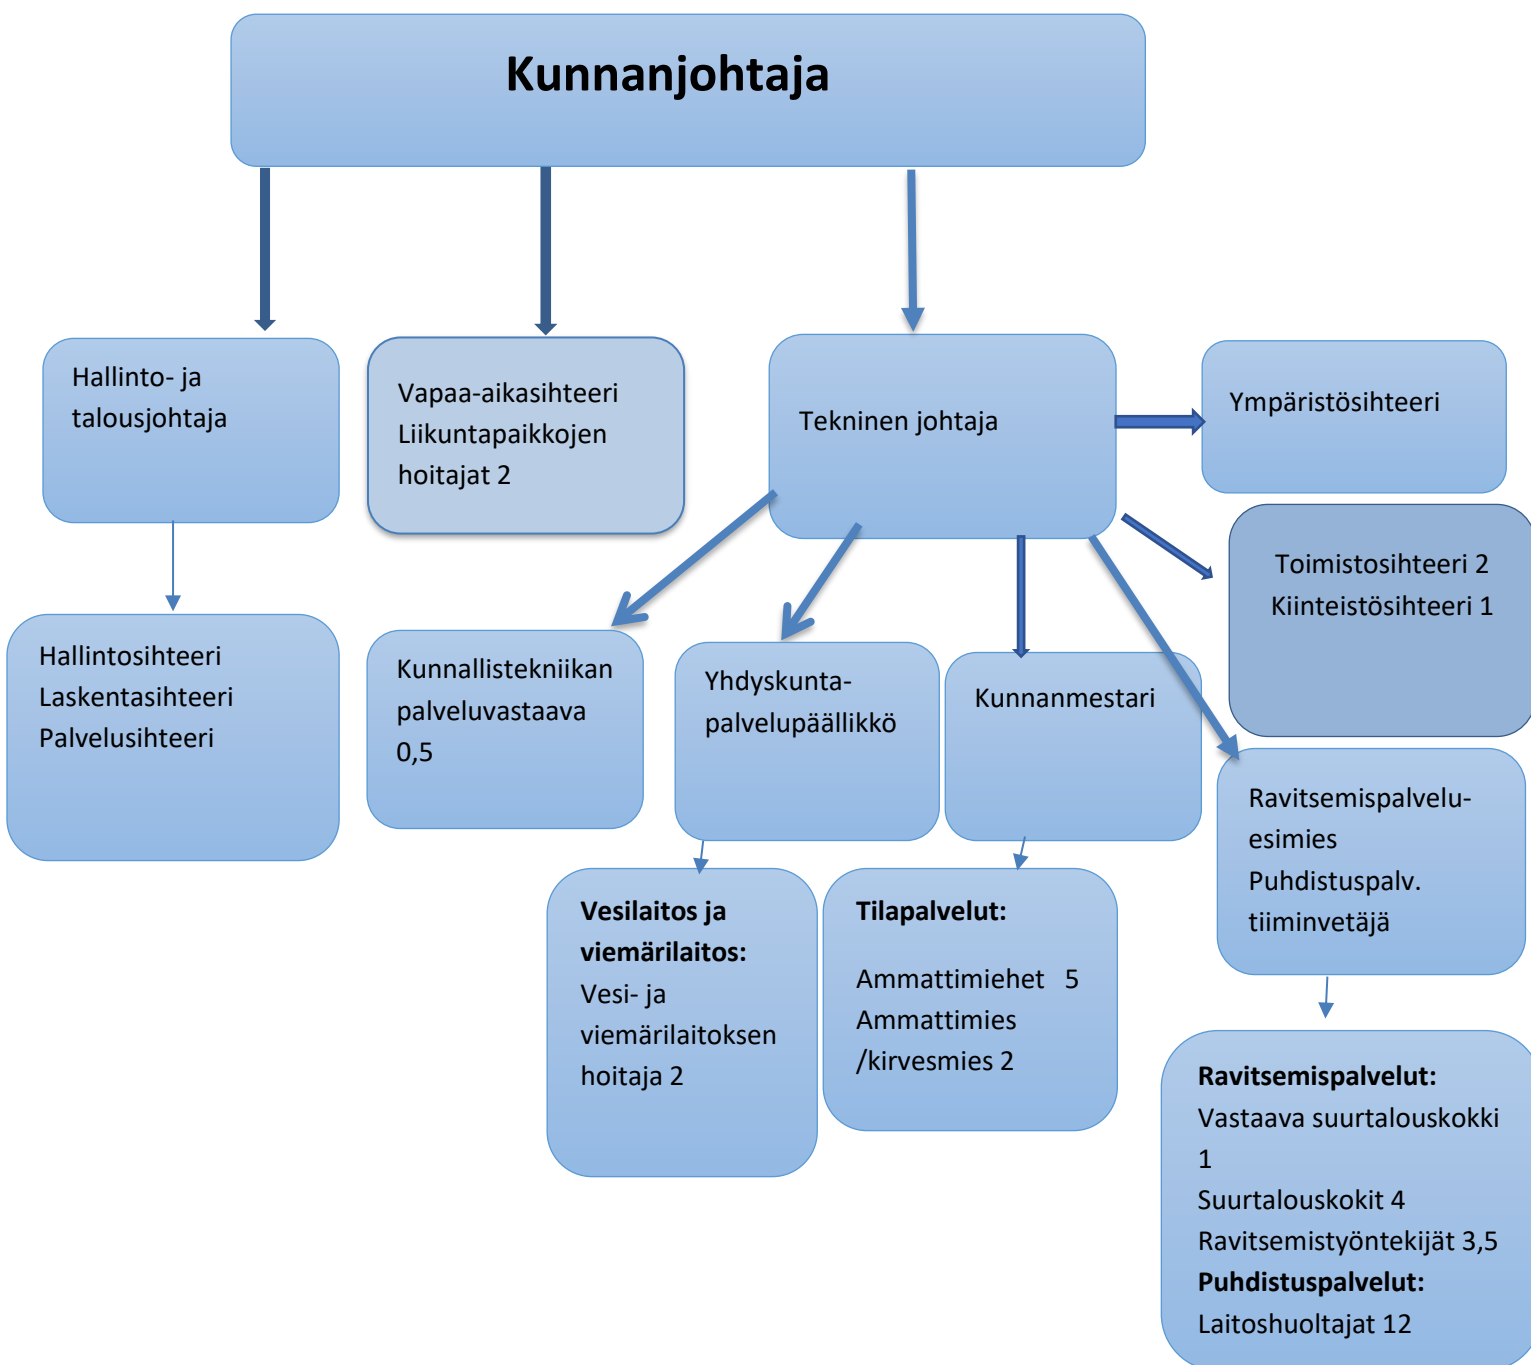 Kunnanjohtaja
Hallinto- ja
talousjohtaja
Vapaa-aikasihteeri
Liikuntapaikkojen
hoitajat 2
Tekninen johtaja
Ympäristösihteeri
Toimistosihteeri 2
Kiinteistösihteeri 1
Hallintosihteeri
Laskentasihteeri
Palvelusihteeri
Kunnallistekniikan
palveluvastaava
0,5
Yhdyskunta-
palvelupäällikkö
Kunnanmestari
Ravitsemispalvelu-
esimies
Puhdistuspalv.
tiiminvetäjä
Vesilaitos ja
viemärilaitos:
Vesi- ja
viemärilaitoksen
hoitaja 2
Tilapalvelut:
Ammattimiehet 5
Ammattimies
/kirvesmies 2
Ravitsemispalvelut:
Vastaava suurtalouskokki
1
Suurtalouskokit 4
Ravitsemistyöntekijät 3,5
Puhdistuspalvelut:
Laitoshuoltajat 12